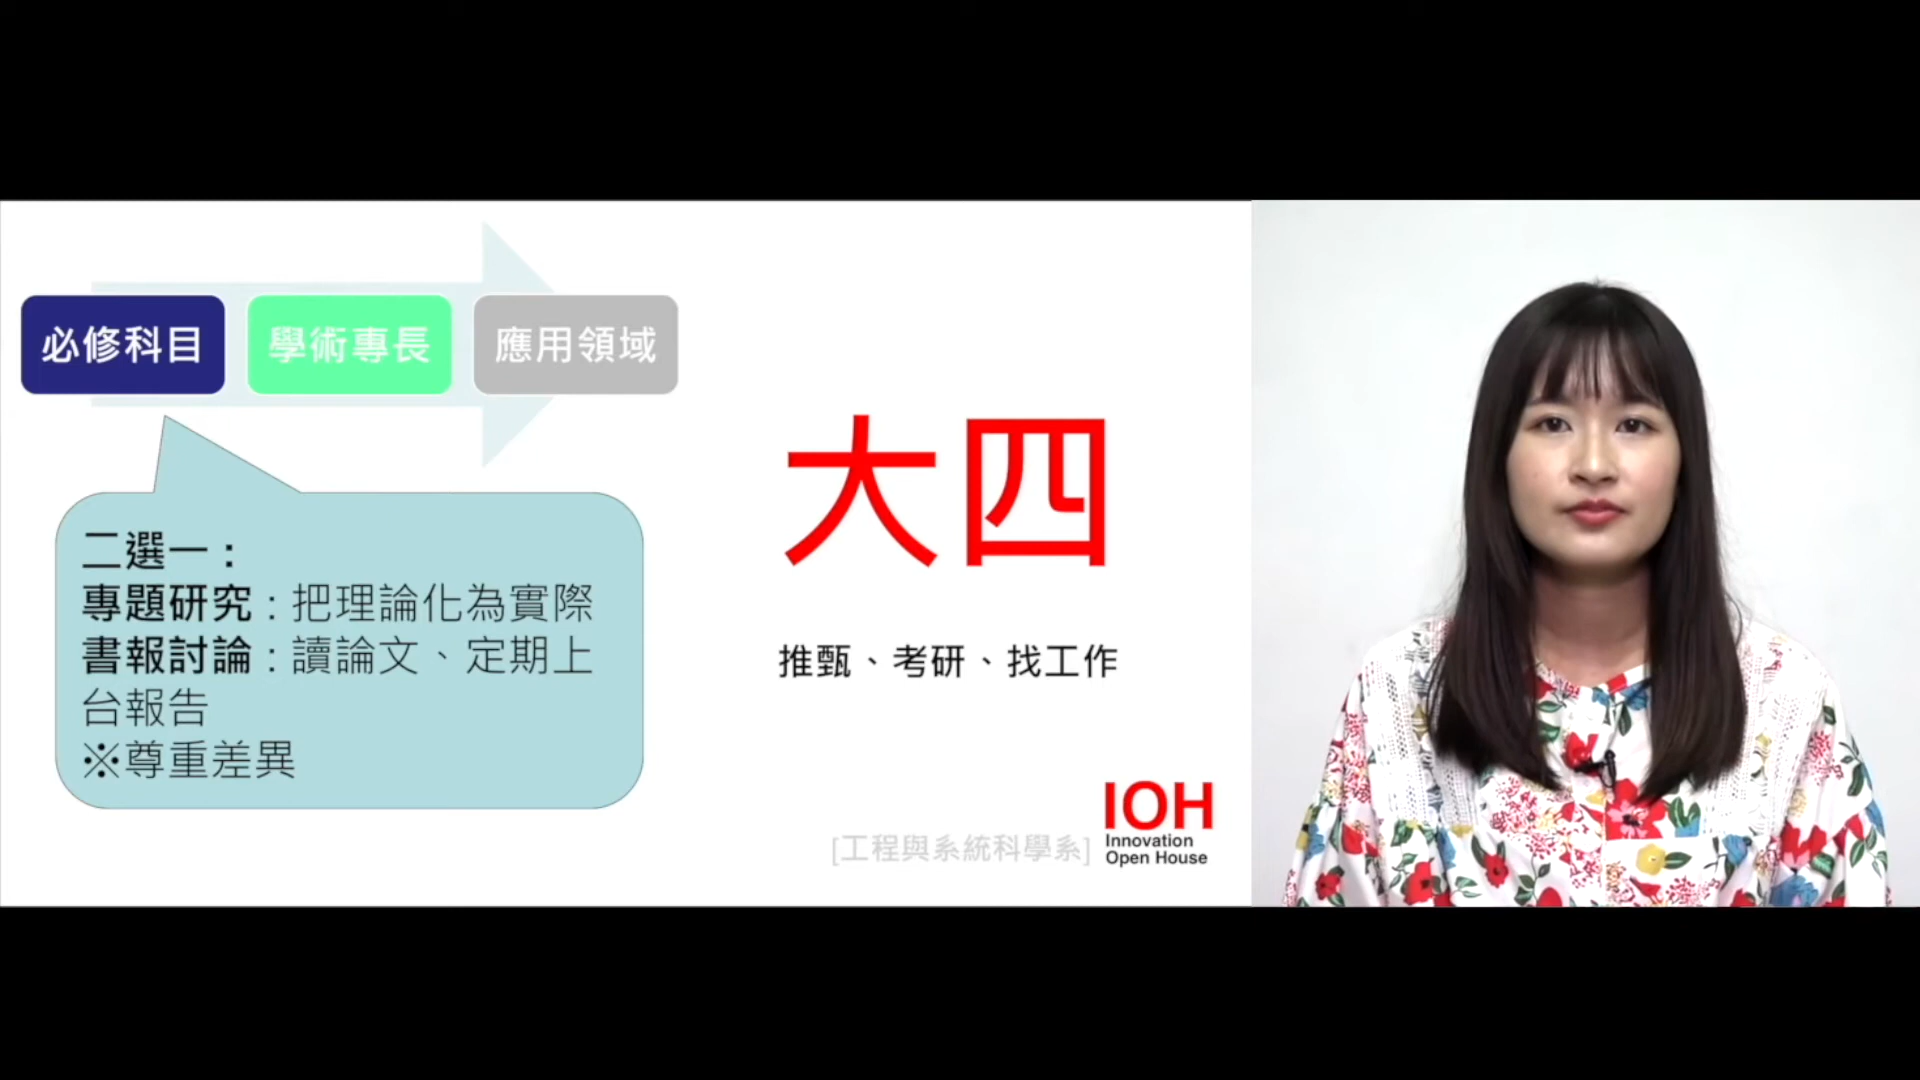 必修科目
學術專長
應用領域
二選一：
專題研究：把理論化為實際
書報討論：讀論文、定期上
台報告
※尊重差異
大四
推甄、考研、找工作
[工程與系統科學系]
IOH
Innovation
Open House